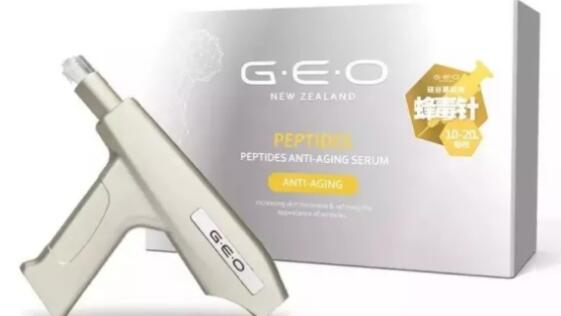 G·E·O
NEW ZEALAND
PEPTIDES
PEPTIDES ANTI-AGING SERUM
ANTI-AGING
G·E·O
蜂毒针
G·E·O